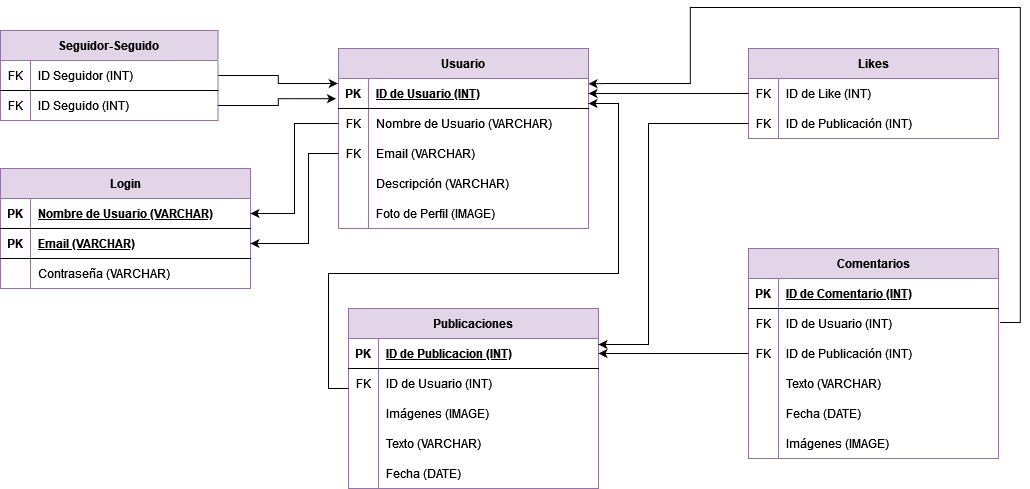 Seguidor-Seguido
FK ID Seguidor (INT)
FK ID Seguido (INT)
Usuario
PK ID de Usuario (INT)
FK Nombre de Usuario (VARCHAR)
FK Email (VARCHAR)
Descripción (VARCHAR)
Foto de Perfil (IMAGE)
Likes
FK ID de Like (INT)
FK ID de Publicación (INT)
Login
PK Nombre de Usuario (VARCHAR)
PK Email (VARCHAR)
Contraseña (VARCHAR)
Publicaciones
PK ID de Publicacion (INT)
FK ID de Usuario (INT)
Imágenes (IMAGE)
Texto (VARCHAR)
Fecha (DATE)
Comentarios
PK ID de Comentario (INT)
FK ID de Usuario (INT)
FK ID de Publicación (INT)
Texto (VARCHAR)
Fecha (DATE)
Imágenes (IMAGE)